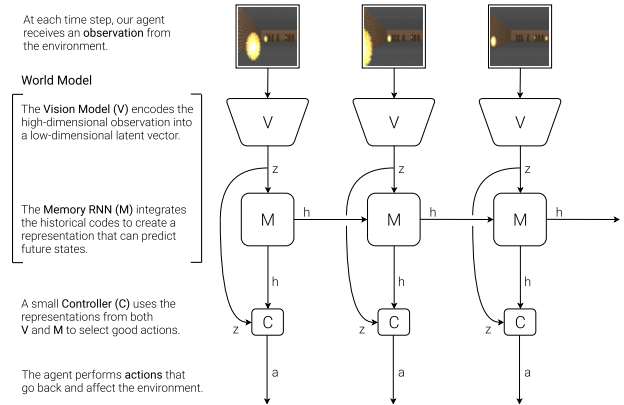 At each time step, our agent
receives an observation from
the environment.
World Model
The Vision Model (V) encodes the
high-dimensional observation into
a low-dimensional latent vector.
V V V
z z z
The Memory RNN (M) integrates
the historical codes to create a
representation that can predict
future states.
M h M h M h
h h h
A small Controller (C) uses the
representations from both
V and M to select good actions.
z C z C z C
The agent performs actions that
go back and affect the environment.
a a a